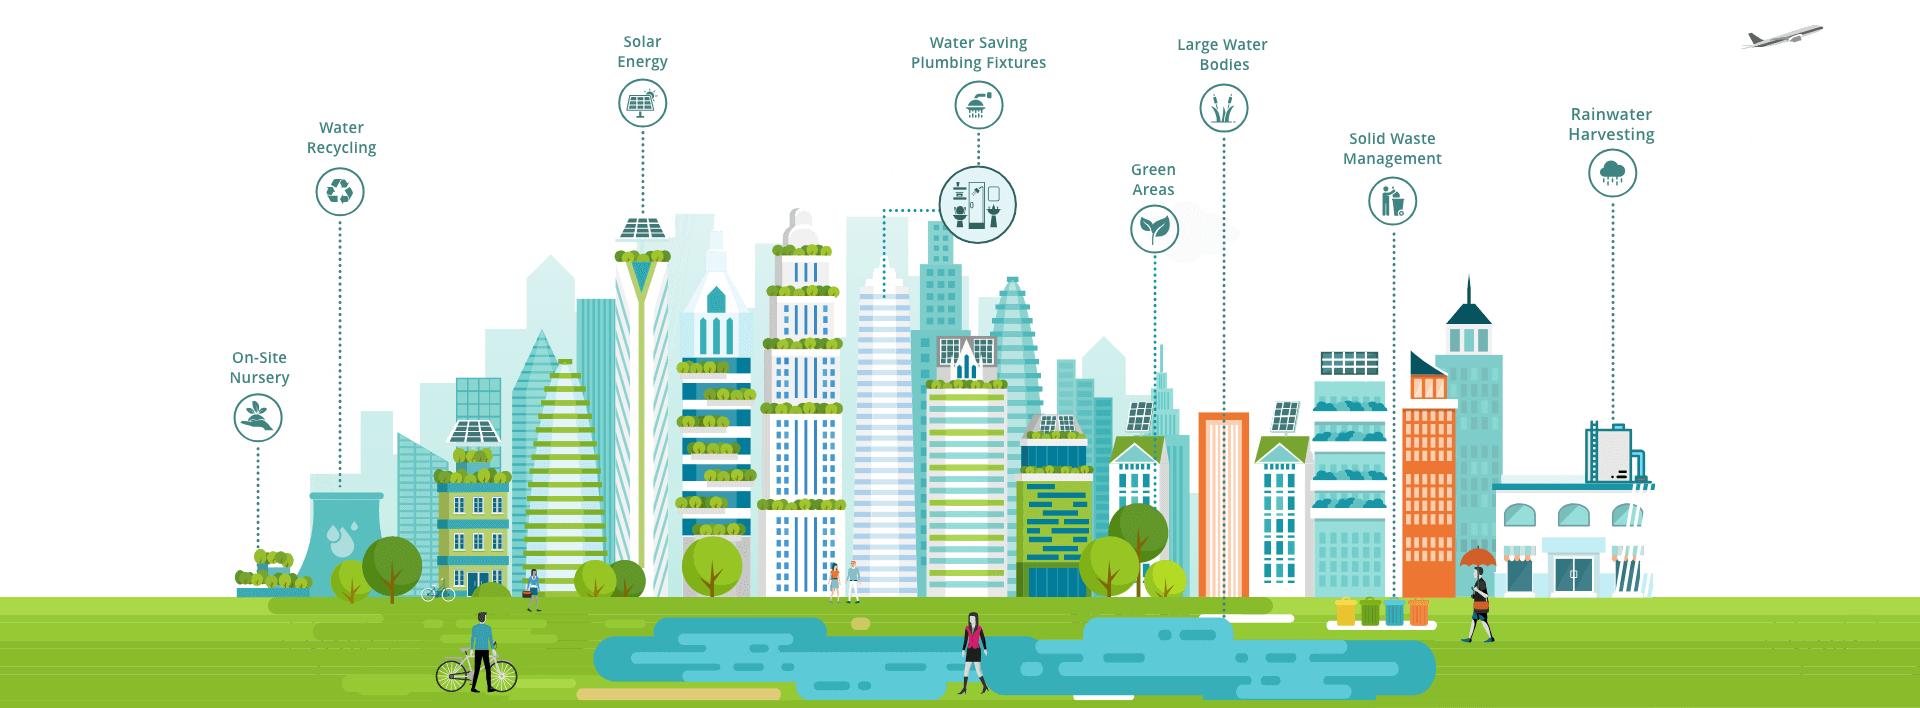 On-Site
Nursery
Water
Recycling
Solar
Energy
Water Saving
Plumbing Fixtures
Green
Areas
Large Water
Bodies
Solid Waste
Management
Rainwater
Harvesting